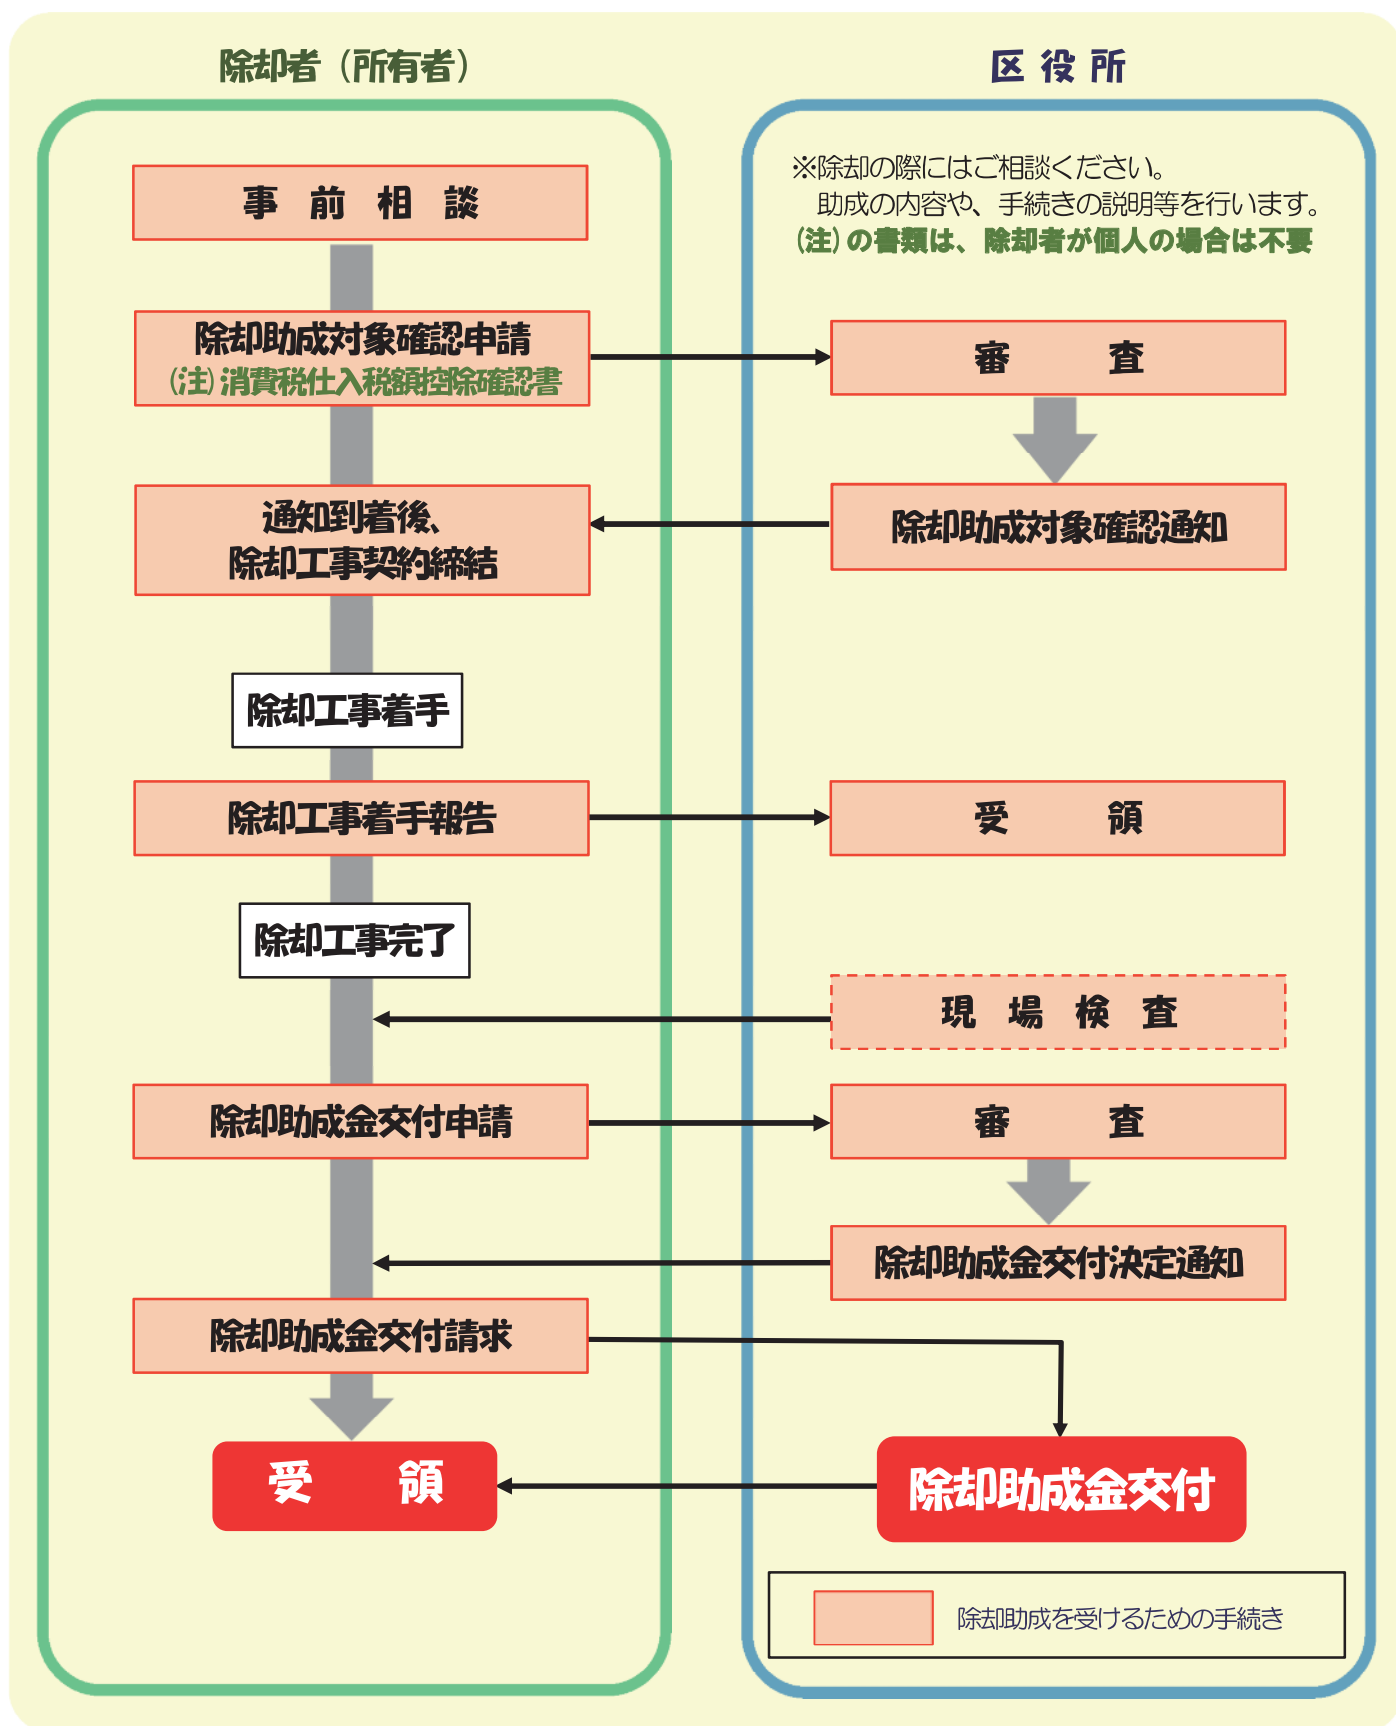 除却者（所有者）
区役所
※除却の際にはご相談ください。
助成の内容や、手続きの説明等を行います。
（注）の書類は、除却者が個人の場合は不要
事前相談
除却助成対象確認申請
（注）消費税仕入税額控除確認書
審査
除却助成対象確認通知
通知到着後、
除却工事契約締結
除却工事着手
除却工事着手報告
受領
除却工事完了
現場検査
除却助成金交付申請
審査
除却助成金交付決定通知
除却助成金交付請求
受領
除却助成金交付
除却助成を受けるための手続き